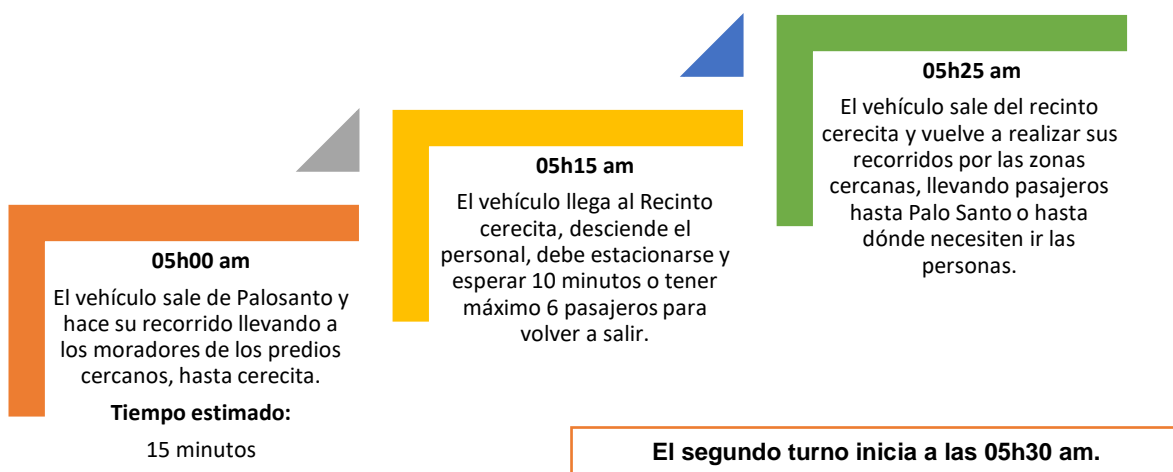 05h00 am
El vehículo sale de Palosanto y
hace su recorrido llevando a
los moradores de los predios
cercanos, hasta cerecita.
Tiempo estimado:
15 minutos
05h15 am
El vehículo llega al Recinto
cerecita, desciende el
personal, debe estacionarse y
esperar 10 minutos o tener
máximo 6 pasajeros para
volver a salir.
05h25 am
El vehículo sale del recinto
cerecita y vuelve a realizar sus
recorridos por las zonas
cercanas, llevando pasajeros
hasta Palo Santo o hasta
dónde necesiten ir las
personas.
El segundo turno inicia a las 05h30 am.